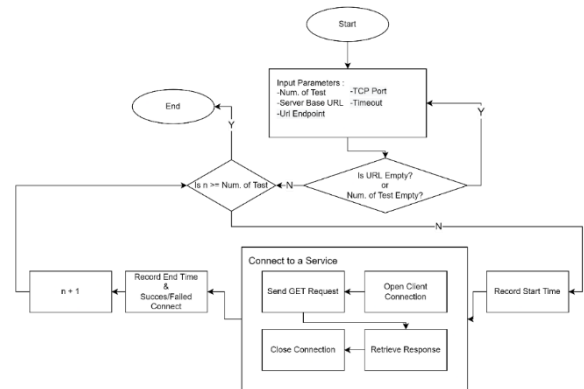 Start
Input Parameters :
-Num. of Test
-TCP Port
-Server Base URL
-Timeout
-Url Endpoint
End
Y
Y
Is n >= Num. of Test
N
Is URL Empty?
or
Num. of Test Empty?
N
Connect to a Service
n + 1
Record End Time
&
Succes/Failed
Connect
Send GET Request
Open Client
Connection
Record Start Time
Close Connection
Retrieve Response